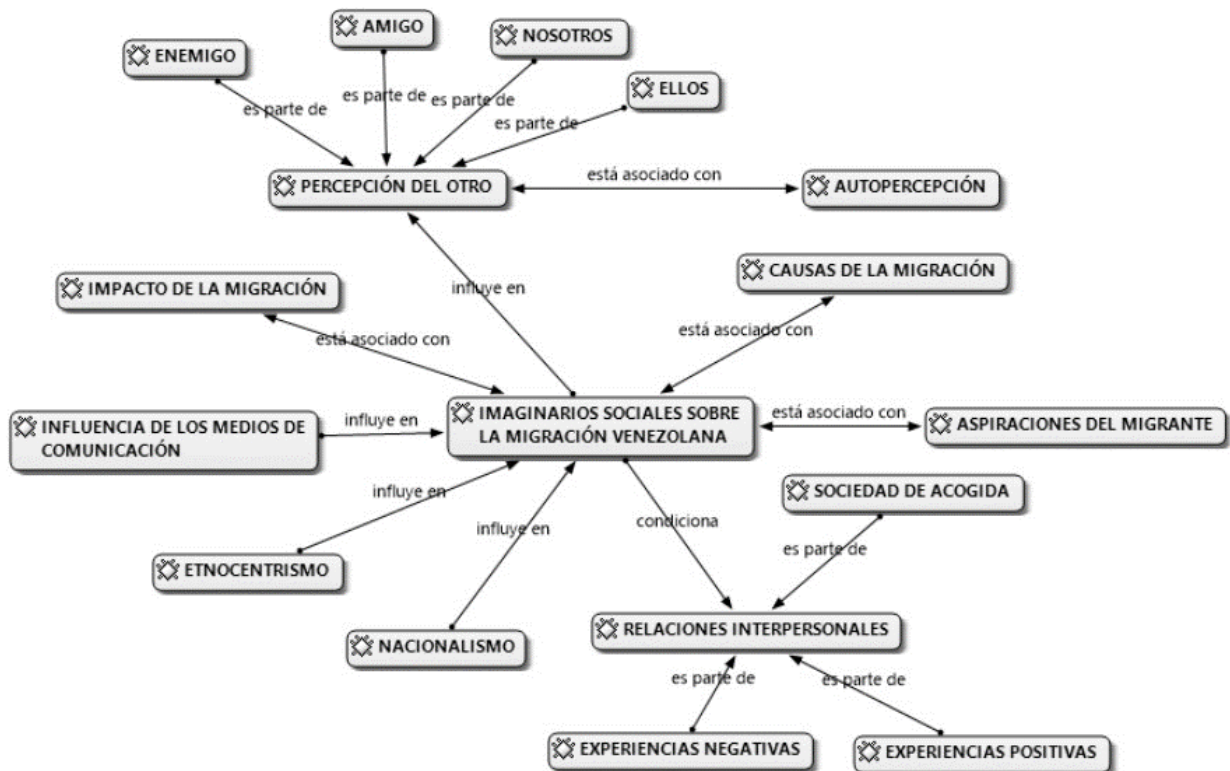 AMIGO
NOSOTROS
ENEMIGO
ELLOS
es parte de
es parte de
es parte de
es parte de
PERCEPCIÓN DEL OTRO
está asociado con
AUTOPERCEPCIÓN
CAUSAS DE LA MIGRACIÓN
IMPACTO DE LA MIGRACIÓN
influye en
está asociado con
está asociado con
INFLUENCIA DE LOS MEDIOS DE
COMUNICACIÓN
influye en
IMAGINARIOS SOCIALES SOBRE
LA MIGRACIÓN VENEZOLANA
está asociado con
ASPIRACIONES DEL MIGRANTE
influye en
influye en
condiciona
SOCIEDAD DE ACOGIDA
es parte de
ETNOCENTRISMO
NACIONALISMO
RELACIONES INTERPERSONALES
es parte de
es parte de
EXPERIENCIAS NEGATIVAS
EXPERIENCIAS POSITIVAS